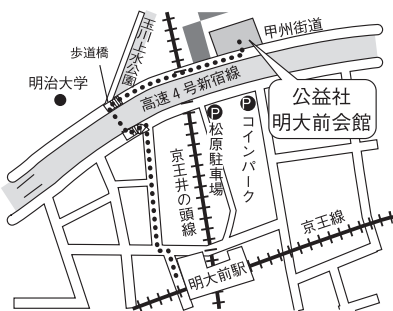 玉川上水公園
甲州街道
歩道橋
明治大学
高速4号新宿線
公益社
明大前会館
P
松原駐車場
P
コインパーク
京王井の頭線
京王線
明大前駅